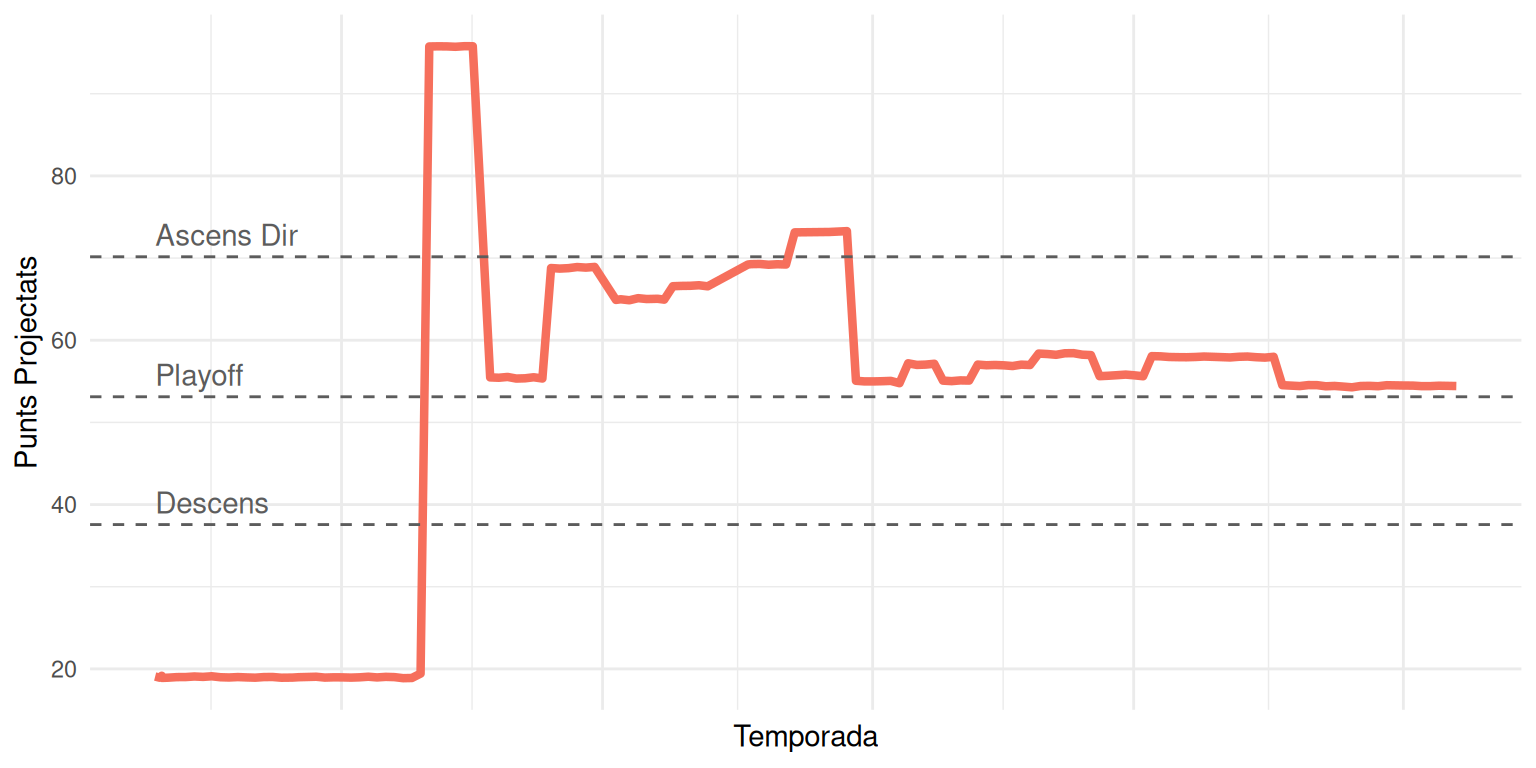 80
Ascens Dir
Punts Projectats
60
Playoff
40
Descens
20
Temporada